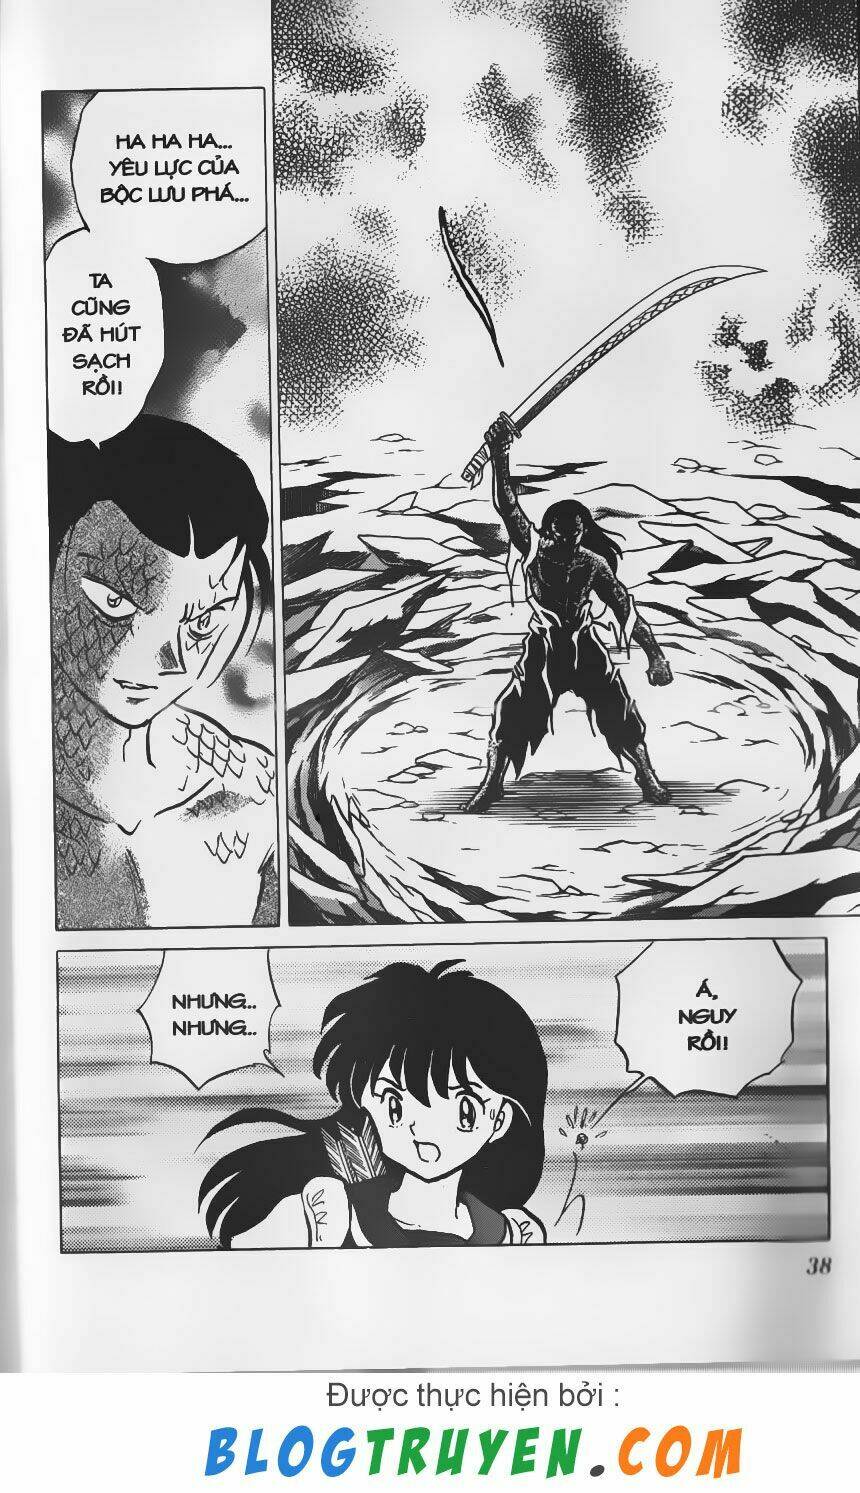 HA HA HA...
YÊU LỰC CỦA
BỘC LƯU PHÁ...
TA
CŨNG
ĐÃ HÚT
SẠCH
RỒI!
NHƯNG..
NHƯNG...
Á,
NGUY
RỒI!
38
Được thực hiện bởi :
BLOGTRUYEN.COM